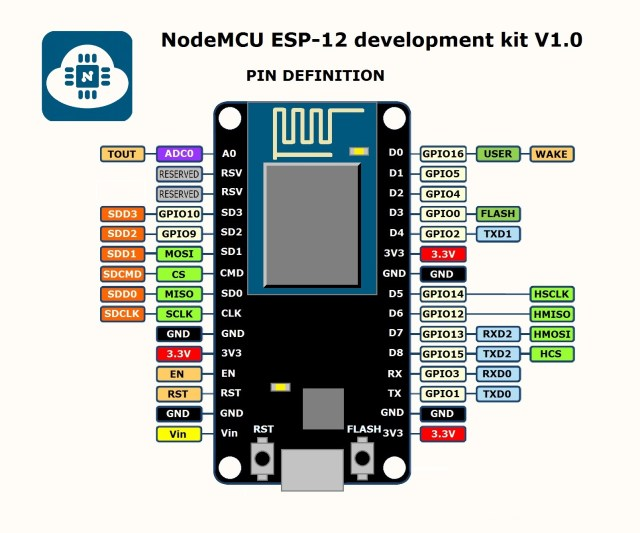 NodeMCU ESP-12 development kit V1.0
N
PIN DEFINITION
TOUT ADC0 A0 D0 GPIO16 USER WAKE
RESERVED RSV D1 GPIO5
RESERVED RSV D2 GPIO4
SDD3 GPIO10 SD3 D3 GPIO0 FLASH
SDD2 GPIO9 SD2 D4 GPIO2 TXD1
SDD1 MOSI SD1 3V3 3.3V
SDCMD CS CMD GND GND
SDD0 MISO SD0 D5 GPIO14 HSCLK
SDCLK SCLK CLK D6 GPIO12 HMISO
GND GND D7 GPIO13 RXD2 HMOSI
3.3V 3V3 D8 GPIO15 TXD2 HCS
EN EN RX GPIO3 RXD0
RST RST TX GPIO1 TXD0
GND GND GND GND
Vin Vin RST FLASH 3V3 3.3V